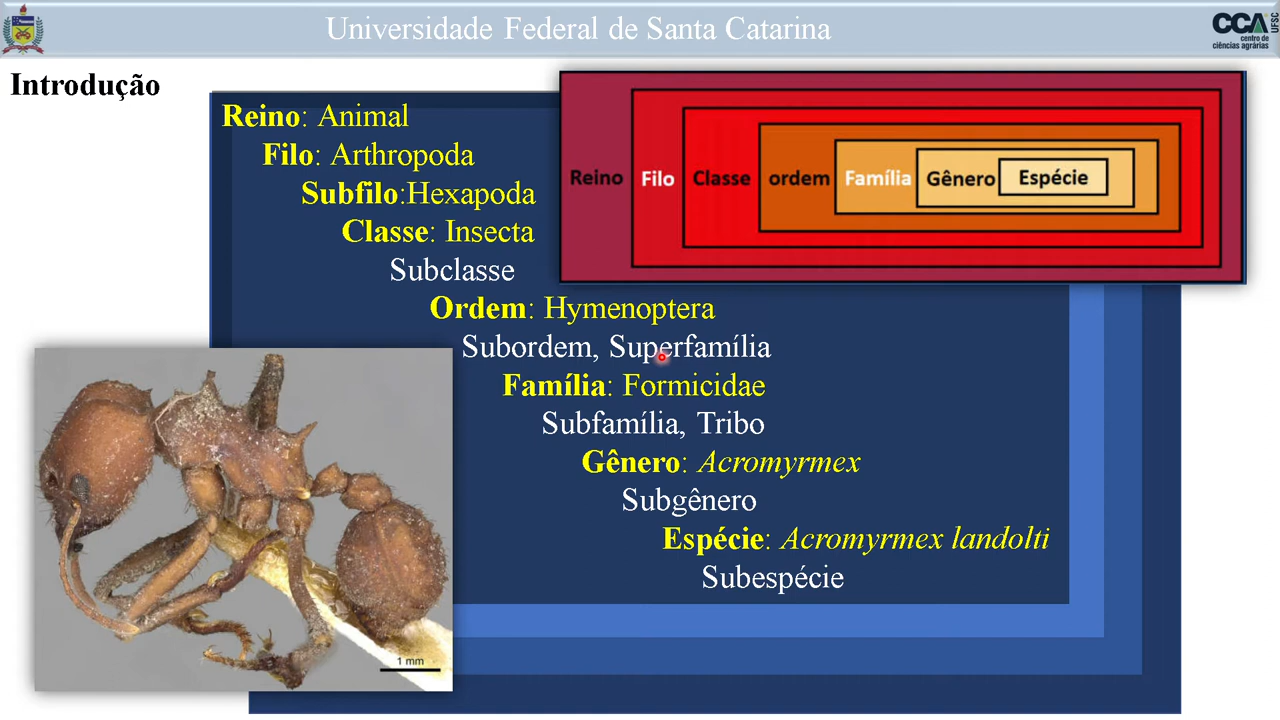 Universidade Federal de Santa Catarina
CCA UFSC
centro de
ciências agrárias
Introdução
Reino: Animal
Filo: Arthropoda
Subfilo:Hexapoda
Classe: Insecta
Subclasse
Ordem: Hymenoptera
Subordem, Superfamília
Família: Formicidae
Subfamília, Tribo
Gênero: Acromyrmex
Subgênero
Espécie: Acromyrmex landolti
Subespécie
Reino Filo Classe ordem Família Gênero Espécie
1 mm